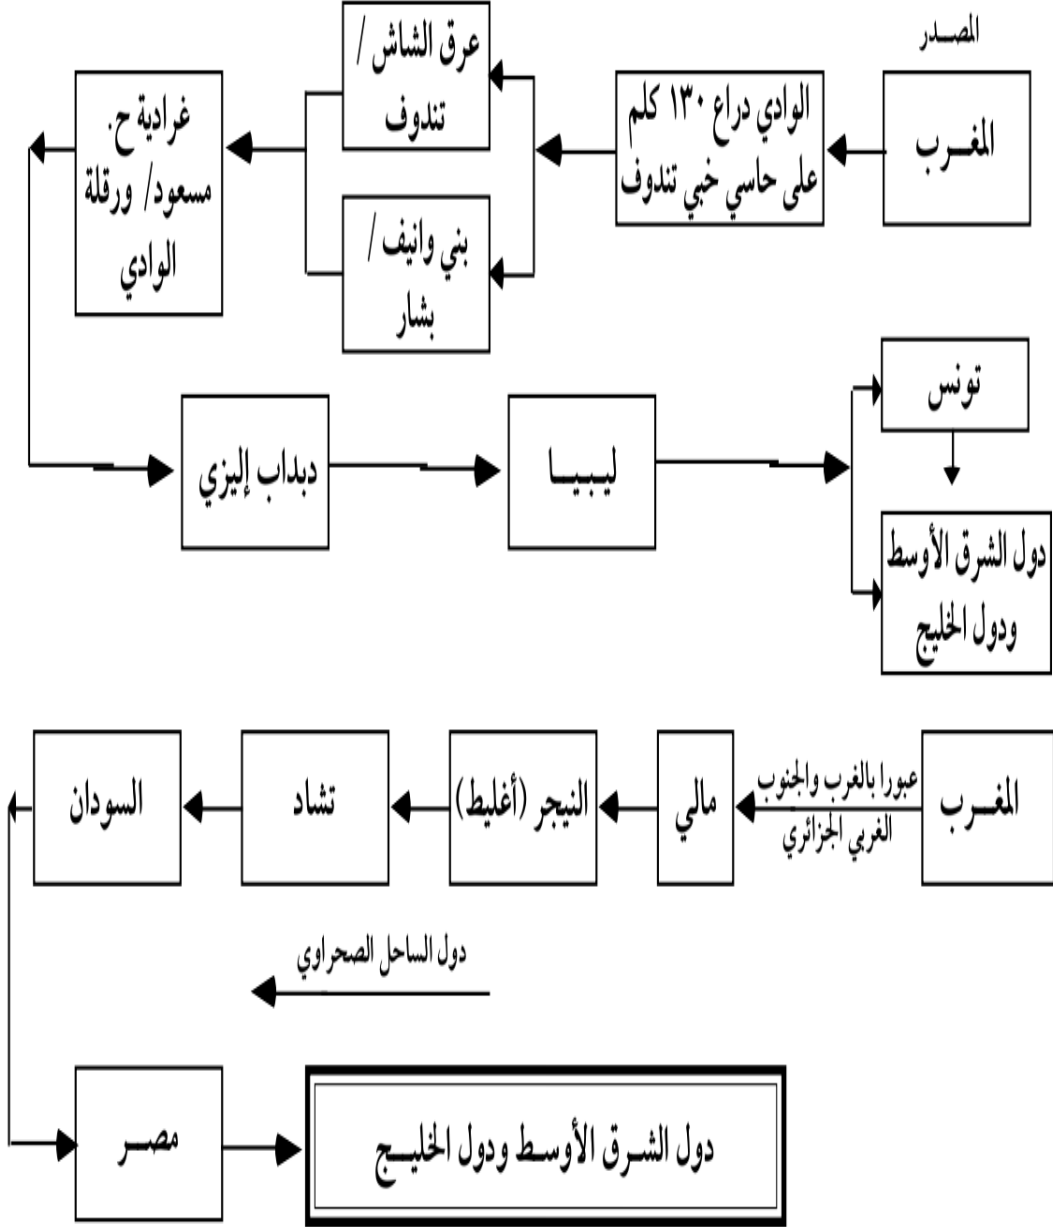 المصدر
المغرب
الوادي دراع ١٣٠ كلم
على حاسي خبي تندوف
عرق الشاش /
تندوف
بني وانيف /
بشار
غرادية ح.
مسعود/ ورقلة
الوادي
دبداب إليزي
ليبيا
تونس
دول الشرق الأوسط
ودول الخليج
المغرب
عبورا بالغرب والجنوب
الغربي الجزائري
مالي
النيجر (أغليط)
تشاد
السودان
دول الساحل الصحراوي
مصر
دول الشرق الأوسط ودول الخليج